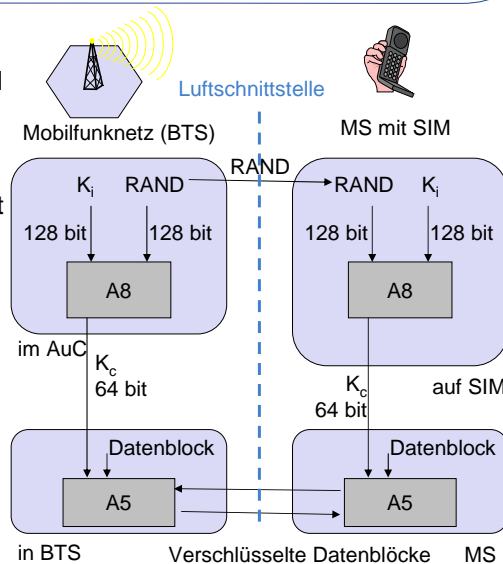 Luftschnittstelle
Mobilfunknetz (BTS)
MS mit SIM
RAND
Ki RAND
128 bit 128 bit
A8
im AuC
Kc
64 bit
RAND Ki
128 bit 128 bit
A8
auf SIM
Kc
64 bit
Datenblock
A5
in BTS
Datenblock
A5
MS
Verschlüsselte Datenblöcke